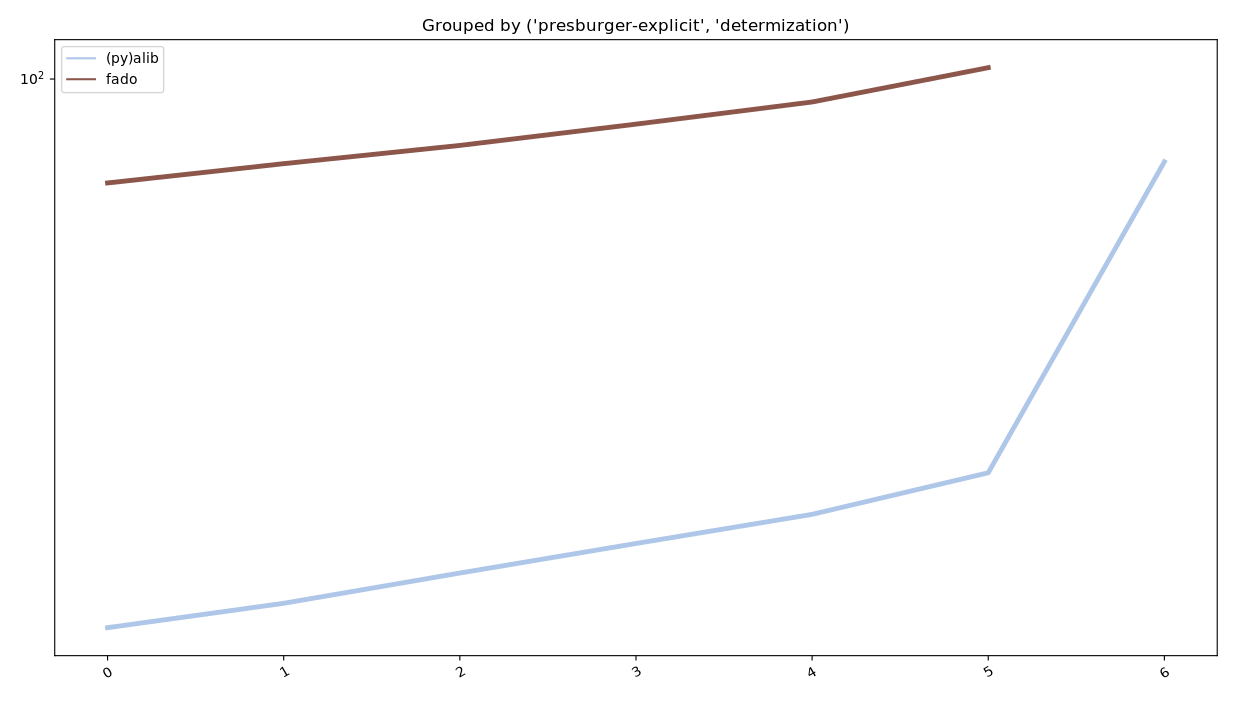 Grouped by ('presburger-explicit', 'determization')
(py)alib
fado
10²
0 1 2 3 4 5 6